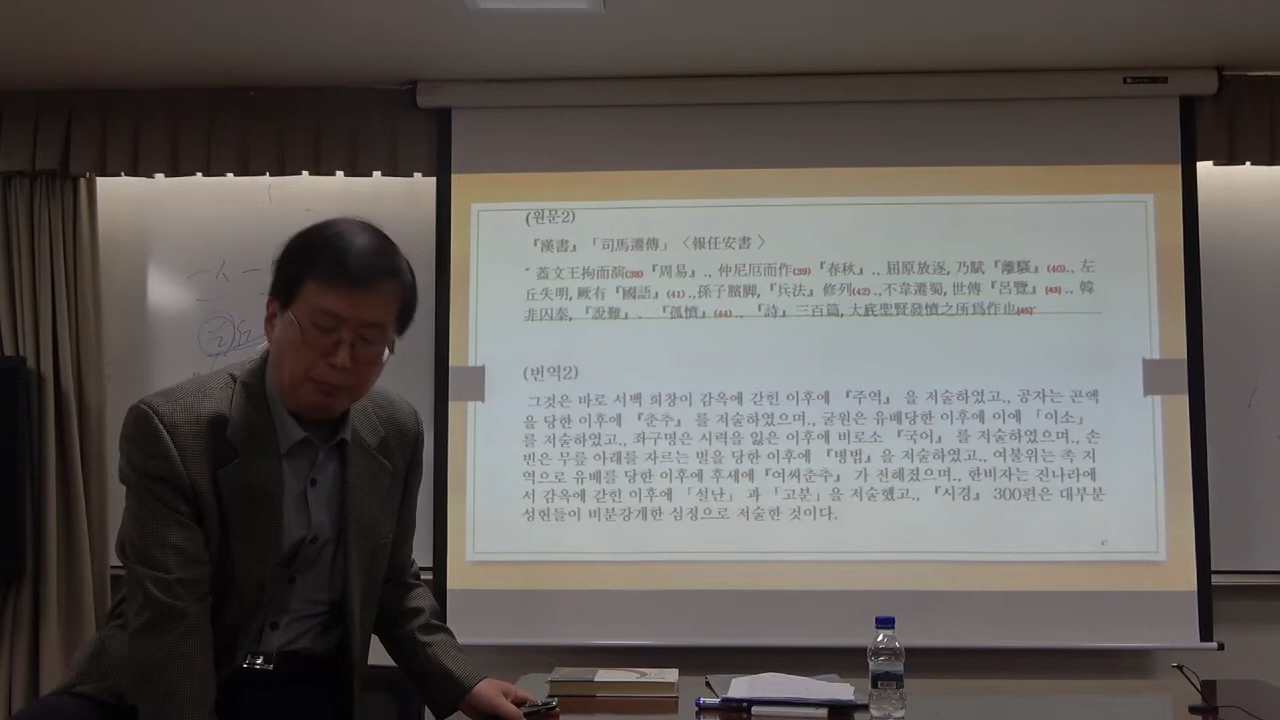 (원문2)
『漢書』「司馬遷傳」〈報任安書 〉
蓋文王拘而演(38)『周易』., 仲尼厄而作(39)『春秋』., 屈原放逐, 乃賦『離騷』(40)., 左
丘失明, 厥有『國語』(41).,孫子臏脚,『兵法』修列(42).,不韋遷蜀, 世傳『呂覽』(43)., 韓
非囚秦, 『說難』、『孤憤』(44)., 『詩』三百篇, 大底聖賢發憤之所爲作也(45)
(번역2)
그것은 바로 서백 희창이 감옥에 갇힌 이후에 『주역』 을 저술하였고., 공자는 곤액
을 당한 이후에 『춘추』 를 저술하였으며., 굴원은 유배당한 이후에 이에 「이소」
를 저술하였고., 좌구명은 시력을 잃은 이후에 비로소 『국어』 를 저술하였으며., 손
빈은 무릎 아래를 자르는 벌을 당한 이후에 『병법』을 저술하였고., 여불위는 촉 지
역으로 유배를 당한 이후에 후세에『여씨춘추』 가 전해졌으며., 한비자는 진나라에
서 감옥에 갇힌 이후에 「설난」 과 「고분」을 저술했고., 『시경』 300편은 대부분
성현들이 비분강개한 심정으로 저술한 것이다.